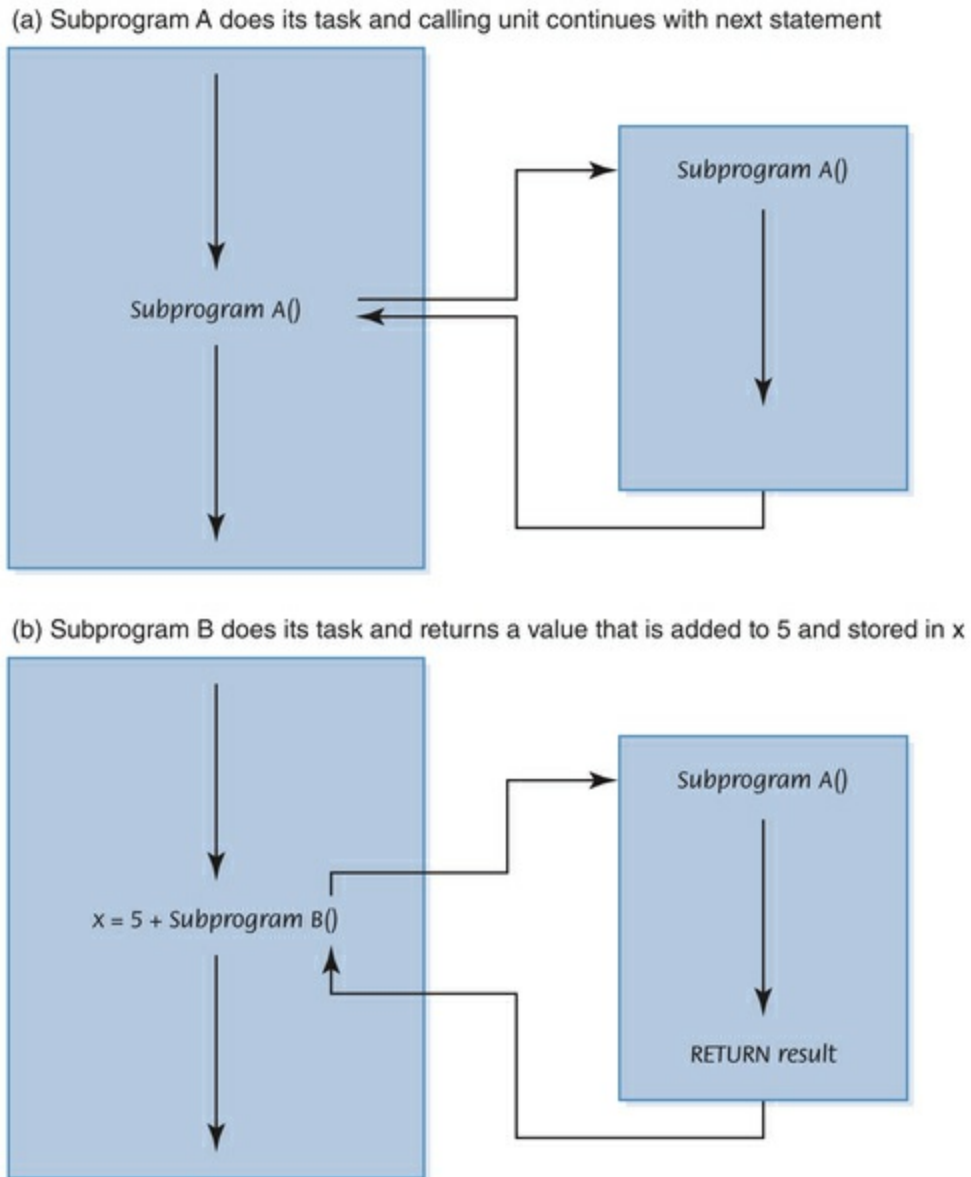 (a) Subprogram A does its task and calling unit continues with next statement
Subprogram A()
Subprogram A()
(b) Subprogram B does its task and returns a value that is added to 5 and stored in x
Subprogram A()
x = 5 + Subprogram B()
RETURN result